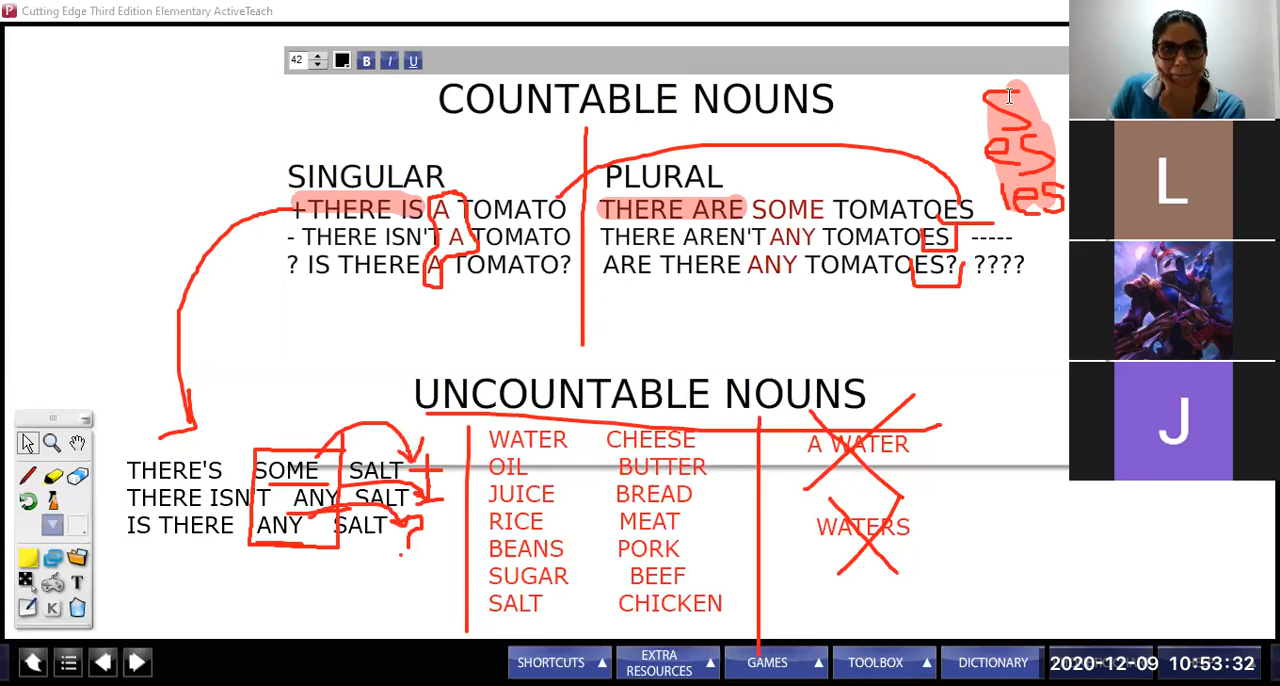 Cutting Edge Third Edition Elementary ActiveTeach
42 B I U
COUNTABLE NOUNS
S
ES
IES
SINGULAR
+THERE IS A TOMATO
- THERE ISN'T A TOMATO
? IS THERE A TOMATO?
PLURAL
THERE ARE SOME TOMATOES
THERE AREN'T ANY TOMATOES -----
ARE THERE ANY TOMATOES? ????
UNCOUNTABLE NOUNS
THERE'S SOME SALT +
THERE ISN'T ANY SALT -
IS THERE ANY SALT ?
WATER CHEESE
OIL BUTTER
JUICE BREAD
RICE MEAT
BEANS PORK
SUGAR BEEF
SALT CHICKEN
A WATER
WATERS
L
J
T
K
SHORTCUTS
EXTRA
RESOURCES
GAMES
TOOLBOX
DICTIONARY
2020-12-09 10:53:32